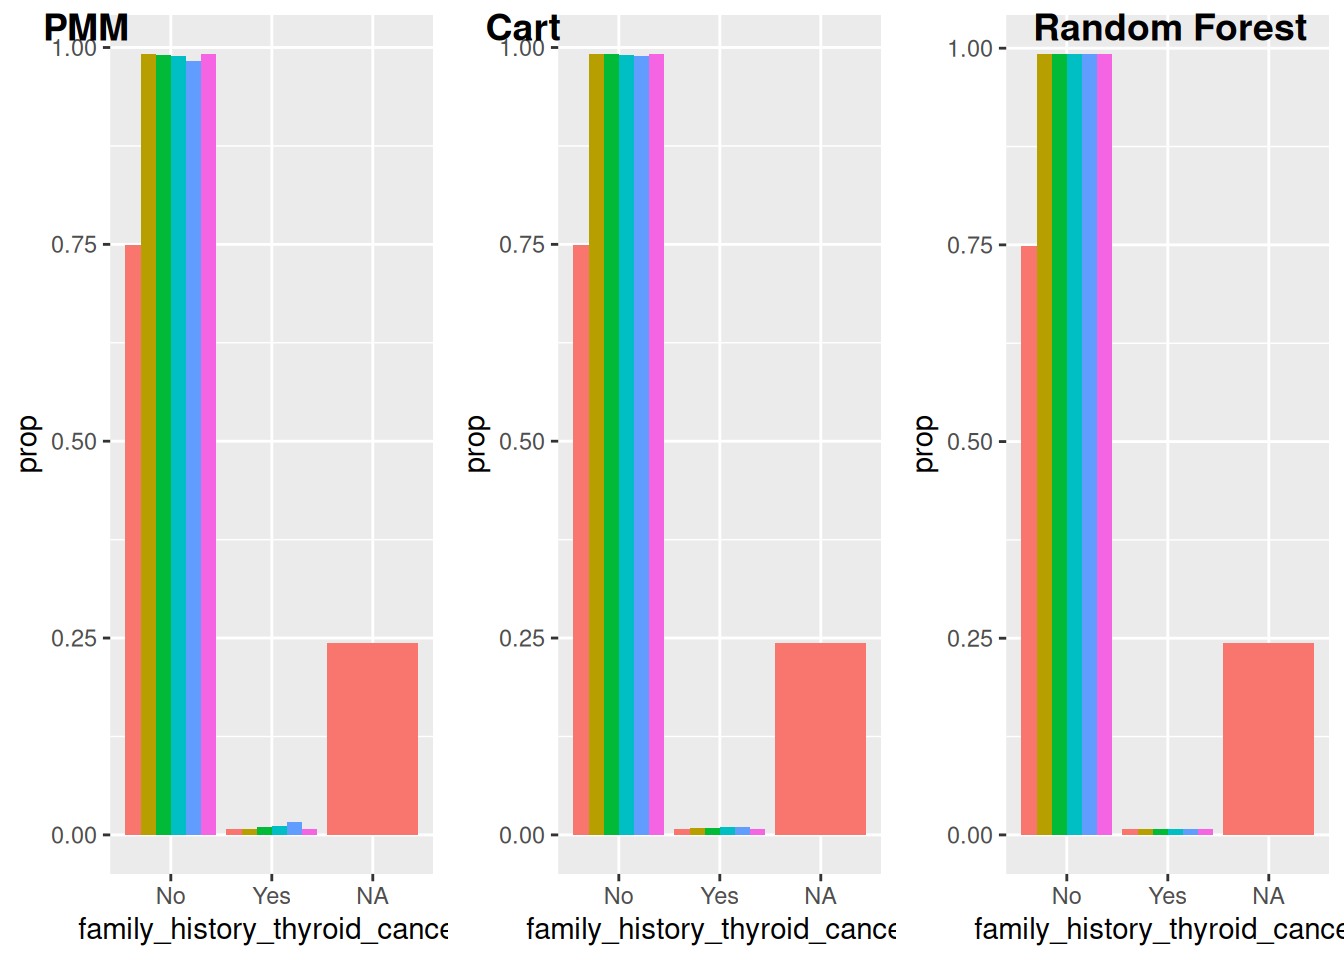 PMM
1.00
0.75
0.50
0.25
0.00
prop
No Yes NA
family_history_thyroid_cance
Cart
1.00
0.75
0.50
0.25
0.00
prop
No Yes NA
family_history_thyroid_cance
Random Forest
1.00
0.75
0.50
0.25
0.00
prop
No Yes NA
family_history_thyroid_cance